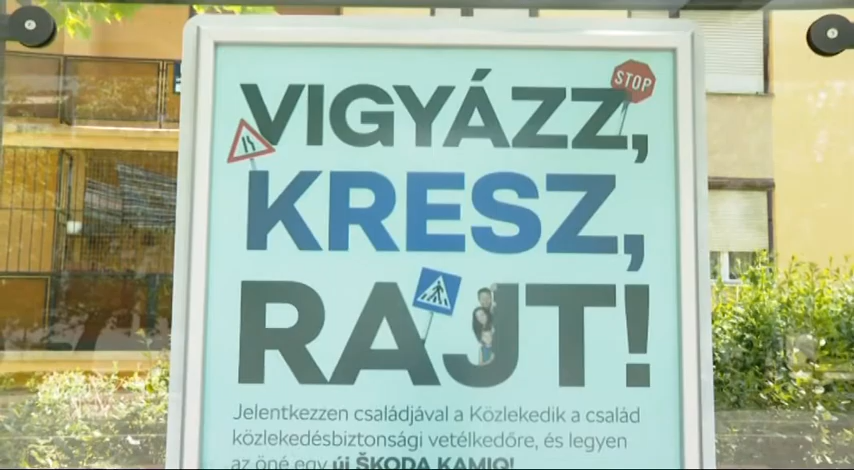 STOP
VIGYÁZZ,
KRESZ,
RAJT!
Jelentkezzen családjával a Közlekedik a család
közlekedésbiztonsági vetélkedőre, és legyen
az öné egy új ŠKODA KAMIQ!